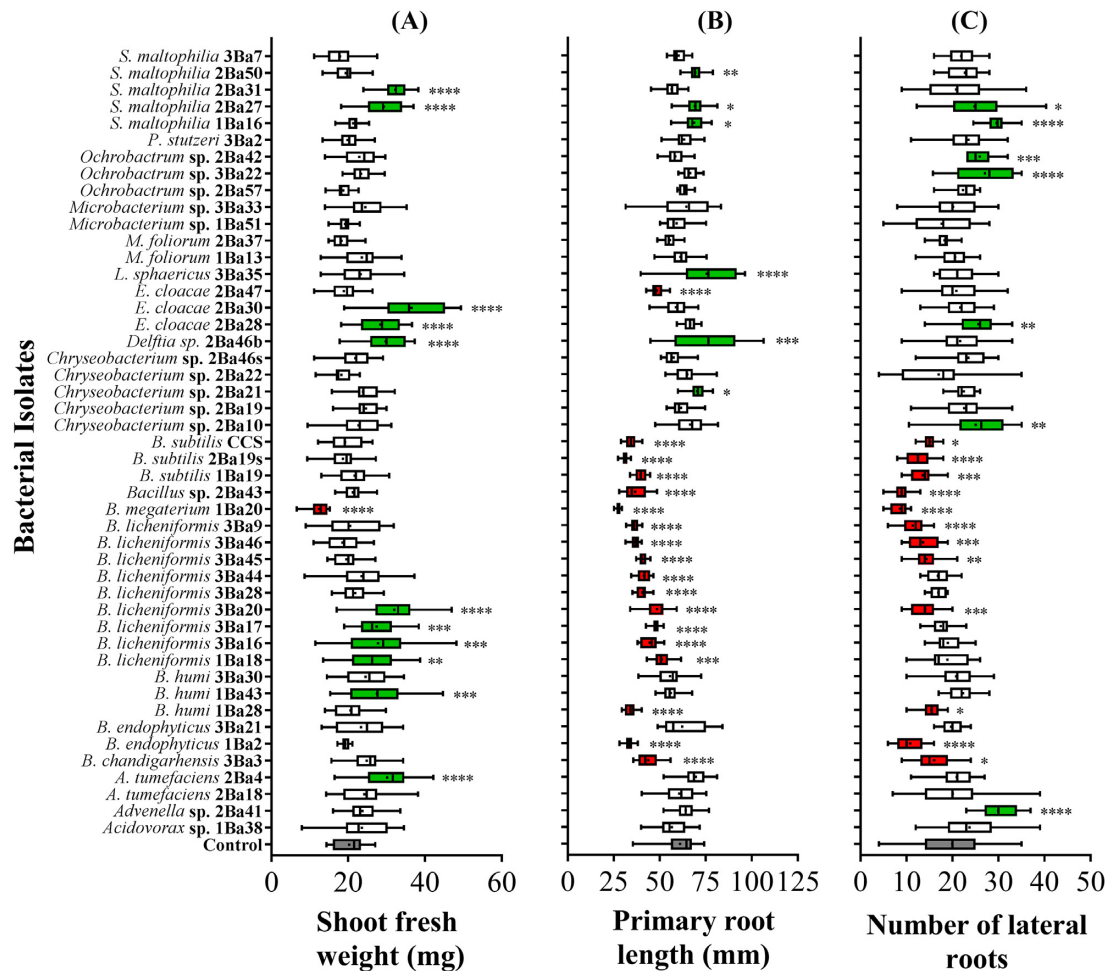 (A) (B) (C)
Bacterial Isolates
S. maltophilia 3Ba7
S. maltophilia 2Ba50 **
S. maltophilia 2Ba31 ****
S. maltophilia 2Ba27 **** * *
S. maltophilia 1Ba16 * ****
P. stutzeri 3Ba2
Ochrobactrum sp. 2Ba42 ***
Ochrobactrum sp. 3Ba22 ****
Ochrobactrum sp. 2Ba57
Microbacterium sp. 3Ba33
Microbacterium sp. 1Ba51
M. foliorum 2Ba37
M. foliorum 1Ba13
L. sphaericus 3Ba35 ****
E. cloacae 2Ba47 ****
E. cloacae 2Ba30 ****
E. cloacae 2Ba28 **** **
Delftia sp. 2Ba46b **** ***
Chryseobacterium sp. 2Ba46s
Chryseobacterium sp. 2Ba22
Chryseobacterium sp. 2Ba21 *
Chryseobacterium sp. 2Ba19
Chryseobacterium sp. 2Ba10 **
B. subtilis CCS **** *
B. subtilis 2Ba19s **** ****
B. subtilis 1Ba19 **** ***
Bacillus sp. 2Ba43 **** ****
B. megaterium 1Ba20 **** **** ****
B. licheniformis 3Ba9 **** ****
B. licheniformis 3Ba46 **** ***
B. licheniformis 3Ba45 **** **
B. licheniformis 3Ba44 ****
B. licheniformis 3Ba28 ****
B. licheniformis 3Ba20 **** **** ***
B. licheniformis 3Ba17 *** ****
B. licheniformis 3Ba16 *** ****
B. licheniformis 1Ba18 ** ***
B. humi 3Ba30
B. humi 1Ba43 ***
B. humi 1Ba28 **** *
B. endophyticus 3Ba21
B. endophyticus 1Ba2 **** ****
B. chandigarhensis 3Ba3 **** *
A. tumefaciens 2Ba4 ****
A. tumefaciens 2Ba18
Advenella sp. 2Ba41 ****
Acidovorax sp. 1Ba38
Control
0 20 40 60 0 25 50 75 100 125 0 10 20 30 40 50
Shoot fresh
weight (mg)
Primary root
length (mm)
Number of lateral
roots